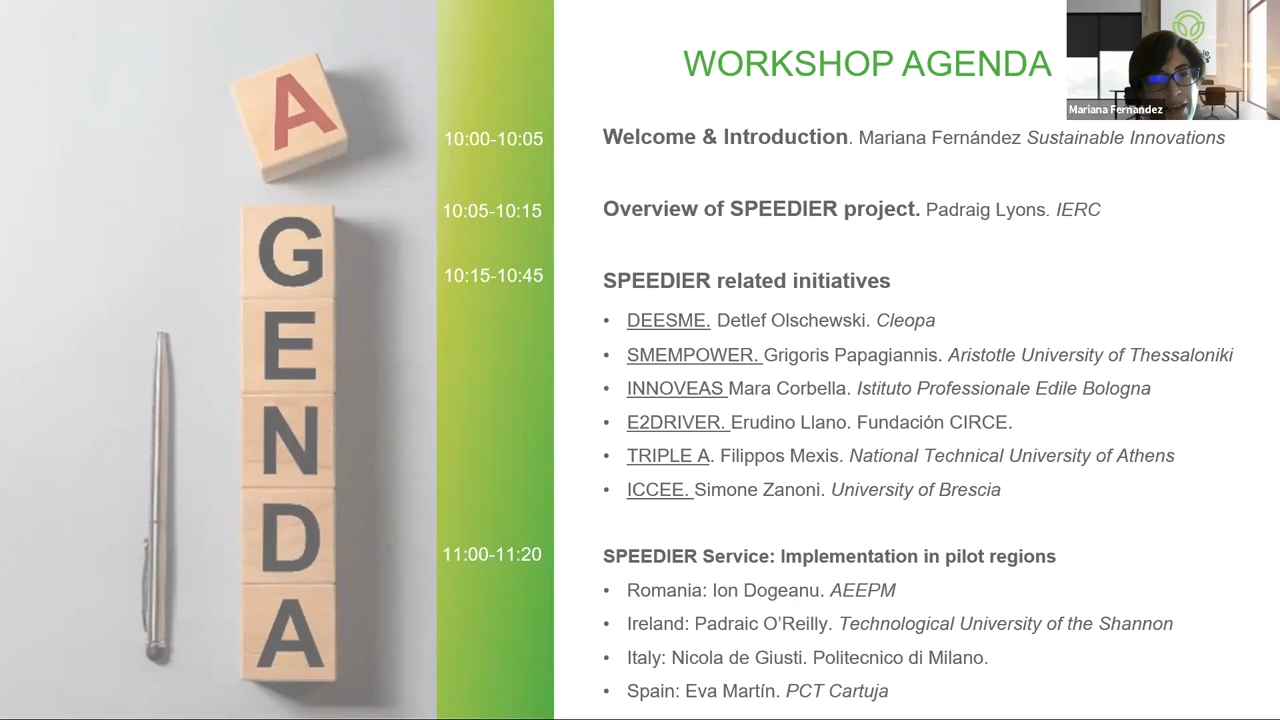 A
G
E
N
D
A
WORKSHOP AGENDA
Mariana Fernandez
10:00-10:05 Welcome & Introduction. Mariana Fernández Sustainable Innovations
10:05-10:15 Overview of SPEEDIER project. Padraig Lyons. IERC
10:15-10:45 SPEEDIER related initiatives
• DEESME. Detlef Olschewski. Cleopa
• SMEMPOWER. Grigoris Papagiannis. Aristotle University of Thessaloniki
• INNOVEAS Mara Corbella. Istituto Professionale Edile Bologna
• E2DRIVER. Erudino Llano. Fundación CIRCE.
• TRIPLE A. Filippos Mexis. National Technical University of Athens
• ICCEE. Simone Zanoni. University of Brescia
11:00-11:20 SPEEDIER Service: Implementation in pilot regions
• Romania: Ion Dogeanu. AEEPM
• Ireland: Padraic O’Reilly. Technological University of the Shannon
• Italy: Nicola de Giusti. Politecnico di Milano.
• Spain: Eva Martín. PCT Cartuja